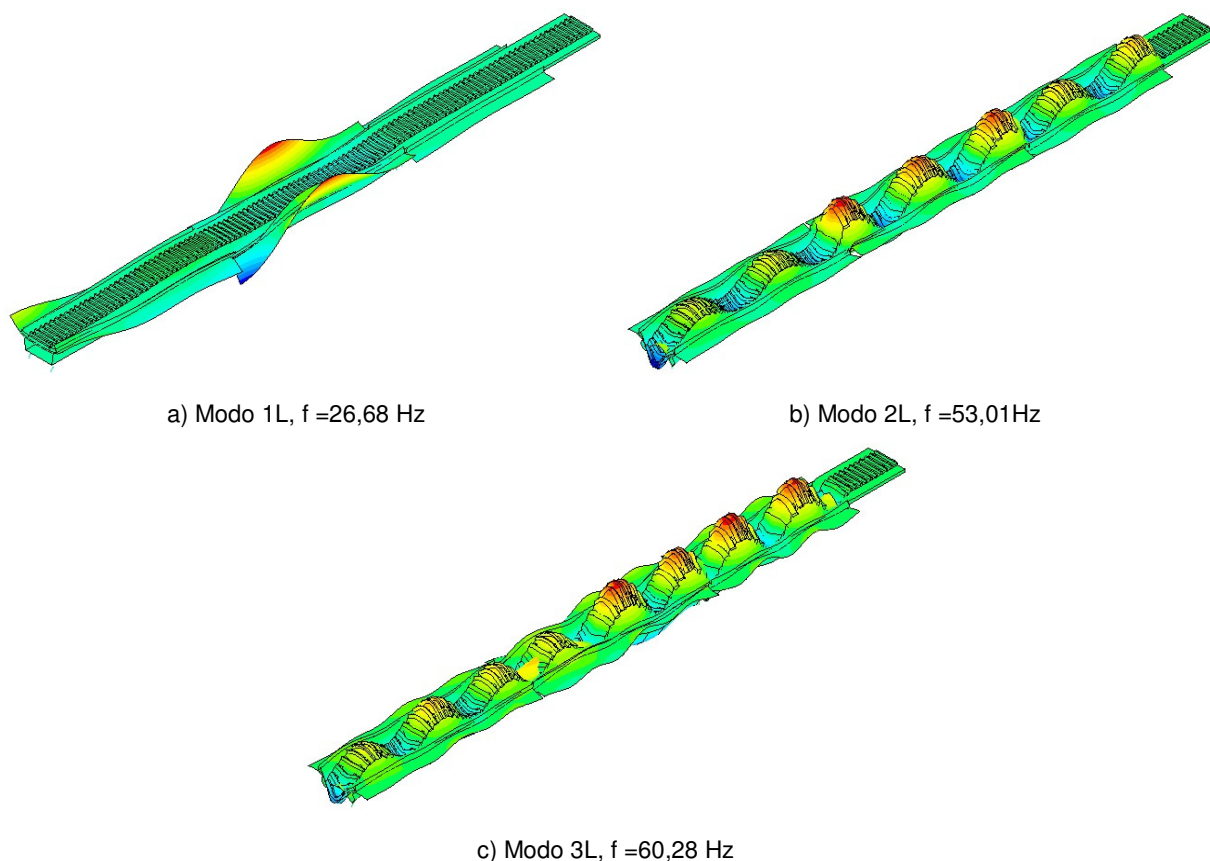 a) Modo 1L, f =26,68 Hz
b) Modo 2L, f =53,01Hz
c) Modo 3L, f =60,28 Hz